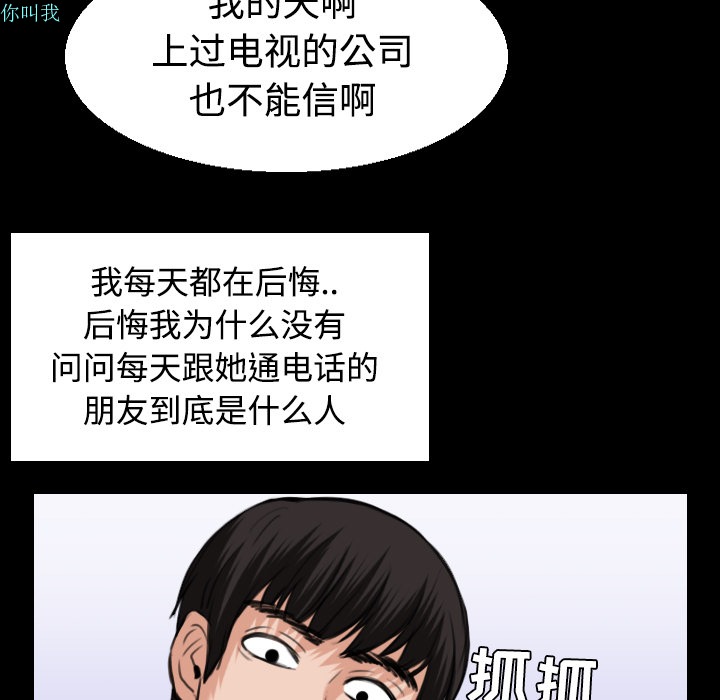 你叫我
我的天啊
上过电视的公司
也不能信啊
我每天都在后悔..
后悔我为什么没有
问问每天跟她通电话的
朋友到底是什么人
抓抓